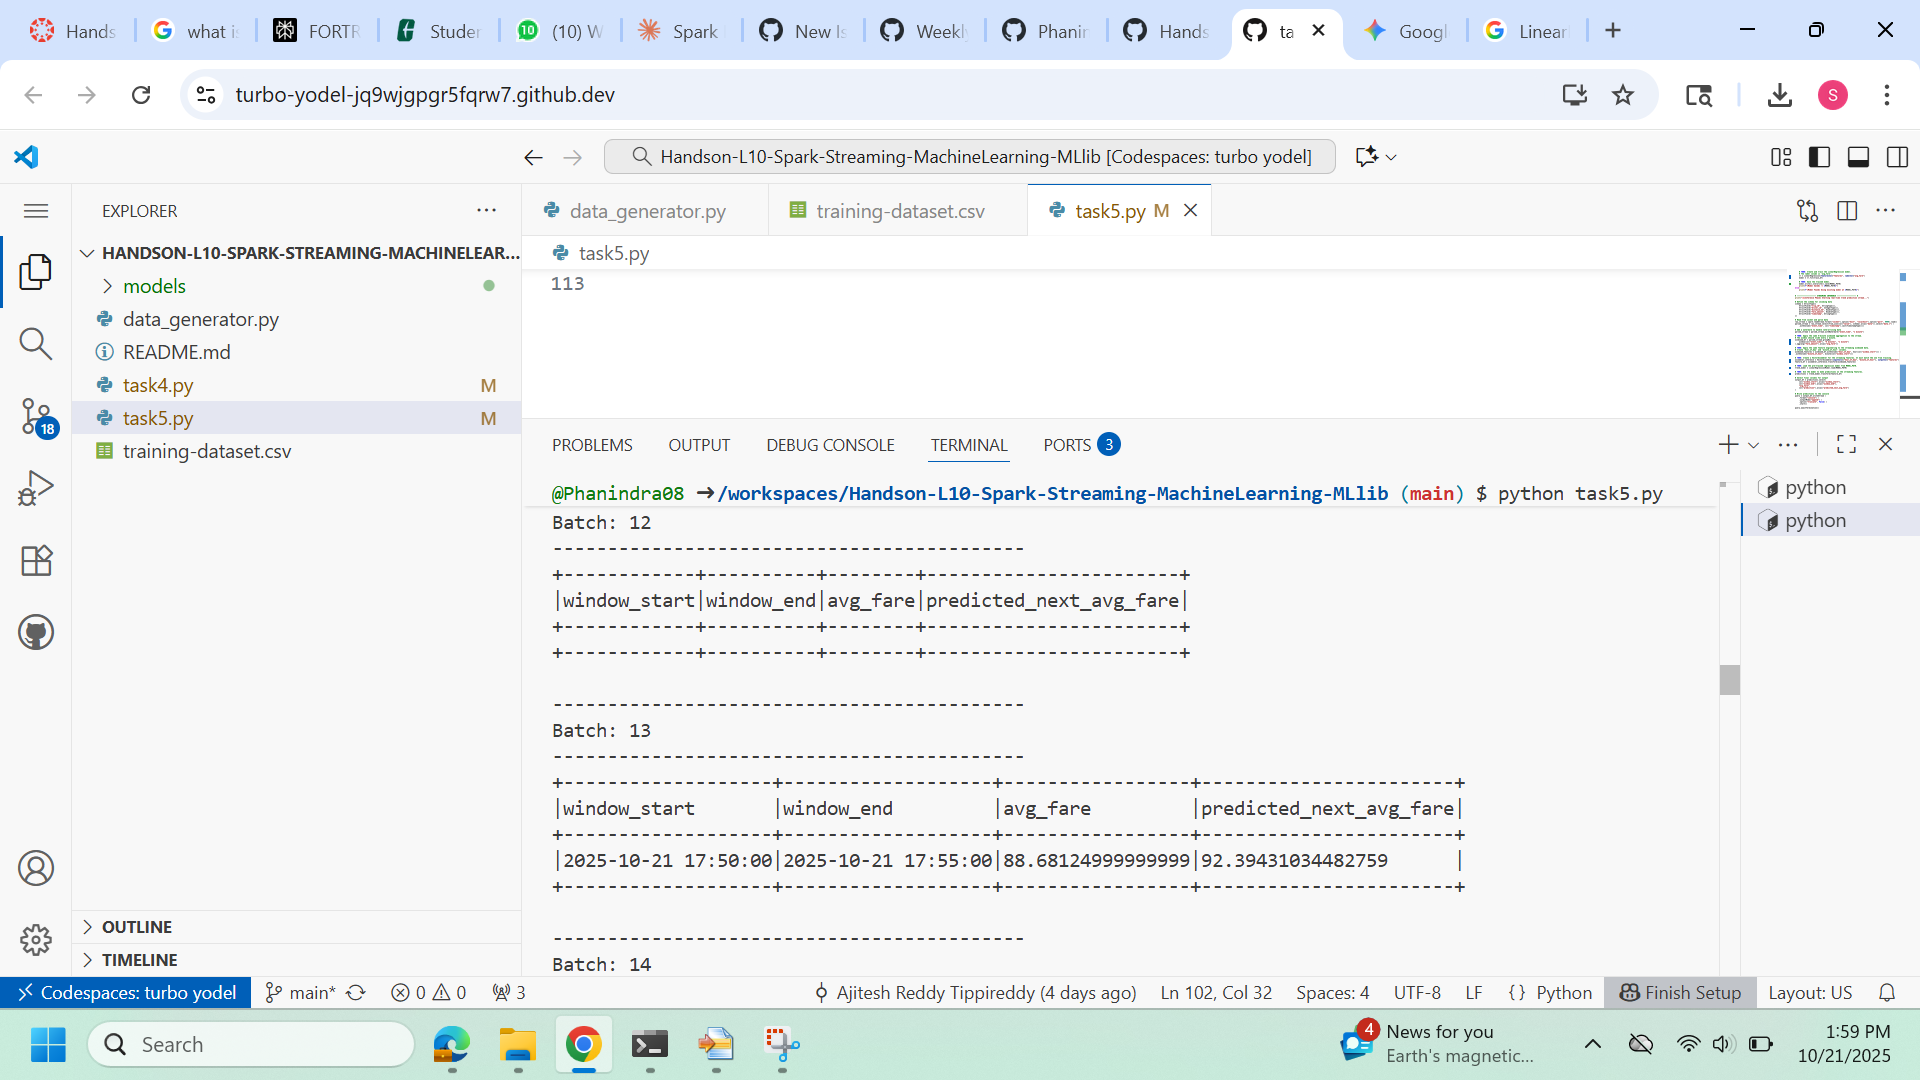 Hands
what is
FORTR
Studer
(10) W
Spark
New Is
Weekly
Phanin
Hands
ta
Googl
Linear
turbo-yodel-jq9wjgpgr5fqrw7.github.dev
S
Handson-L10-Spark-Streaming-MachineLearning-MLlib [Codespaces: turbo yodel]
EXPLORER
HANDSON-L10-SPARK-STREAMING-MACHINELEAR...
models
data_generator.py
README.md
task4.py M
task5.py M
training-dataset.csv
18
OUTLINE
TIMELINE
data_generator.py
training-dataset.csv
task5.py M
task5.py
113
PROBLEMS
OUTPUT
DEBUG CONSOLE
TERMINAL
PORTS 3
python
python
@Phanindra08 ➜/workspaces/Handson-L10-Spark-Streaming-MachineLearning-MLlib (main) $ python task5.py
Batch: 12
-------------------------------------------
+------------+----------+--------+-----------------------+
|window_start|window_end|avg_fare|predicted_next_avg_fare|
+------------+----------+--------+-----------------------+
+------------+----------+--------+-----------------------+
-------------------------------------------
Batch: 13
-------------------------------------------
+-------------------+-------------------+-----------------+-----------------------+
|window_start       |window_end         |avg_fare         |predicted_next_avg_fare|
+-------------------+-------------------+-----------------+-----------------------+
|2025-10-21 17:50:00|2025-10-21 17:55:00|88.68124999999999|92.39431034482759      |
+-------------------+-------------------+-----------------+-----------------------+
-------------------------------------------
Batch: 14
Codespaces: turbo yodel
main*
0 0
3
Ajitesh Reddy Tippireddy (4 days ago)
Ln 102, Col 32
Spaces: 4
UTF-8
LF
{ } Python
Finish Setup
Layout: US
Search
4
News for you
Earth's magnetic...
1:59 PM
10/21/2025